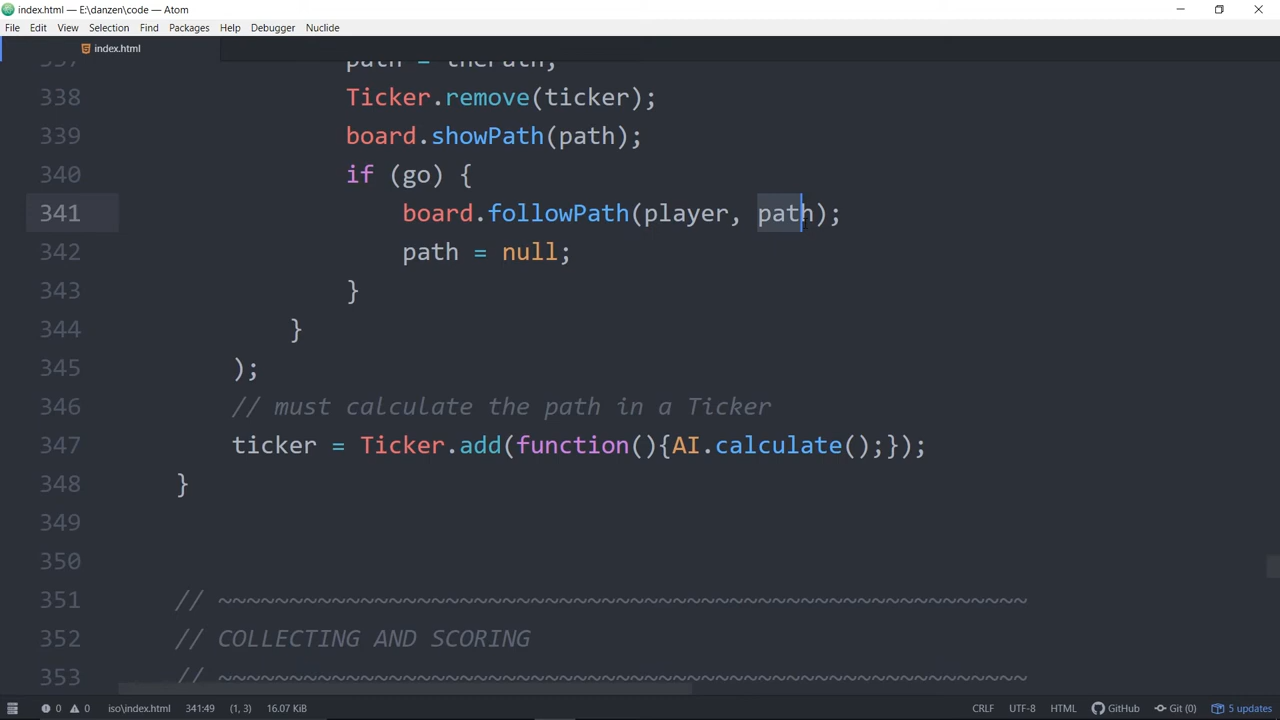 index.html — E:\danzen\code — Atom
File Edit View Selection Find Packages Help Debugger Nuclide
index.html
337 path = thePath;
338 Ticker.remove(ticker);
339 board.showPath(path);
340 if (go) {
341 board.followPath(player, path);
342 path = null;
343 }
344 }
345 );
346 // must calculate the path in a Ticker
347 ticker = Ticker.add(function(){AI.calculate();});
348 }
349
350
351 // ~~~~~~~~~~~~~~~~~~~~~~~~~~~~~~~~~~~~~~~~~~~~~~~~~~~~~~~~~
352 // COLLECTING AND SCORING
353 // ~~~~~~~~~~~~~~~~~~~~~~~~~~~~~~~~~~~~~~~~~~~~~~~~~~~~~~~~~
0 0 iso\index.html 341:49 (1, 3) 16.07 KiB CRLF UTF-8 HTML GitHub Git (0) 5 updates